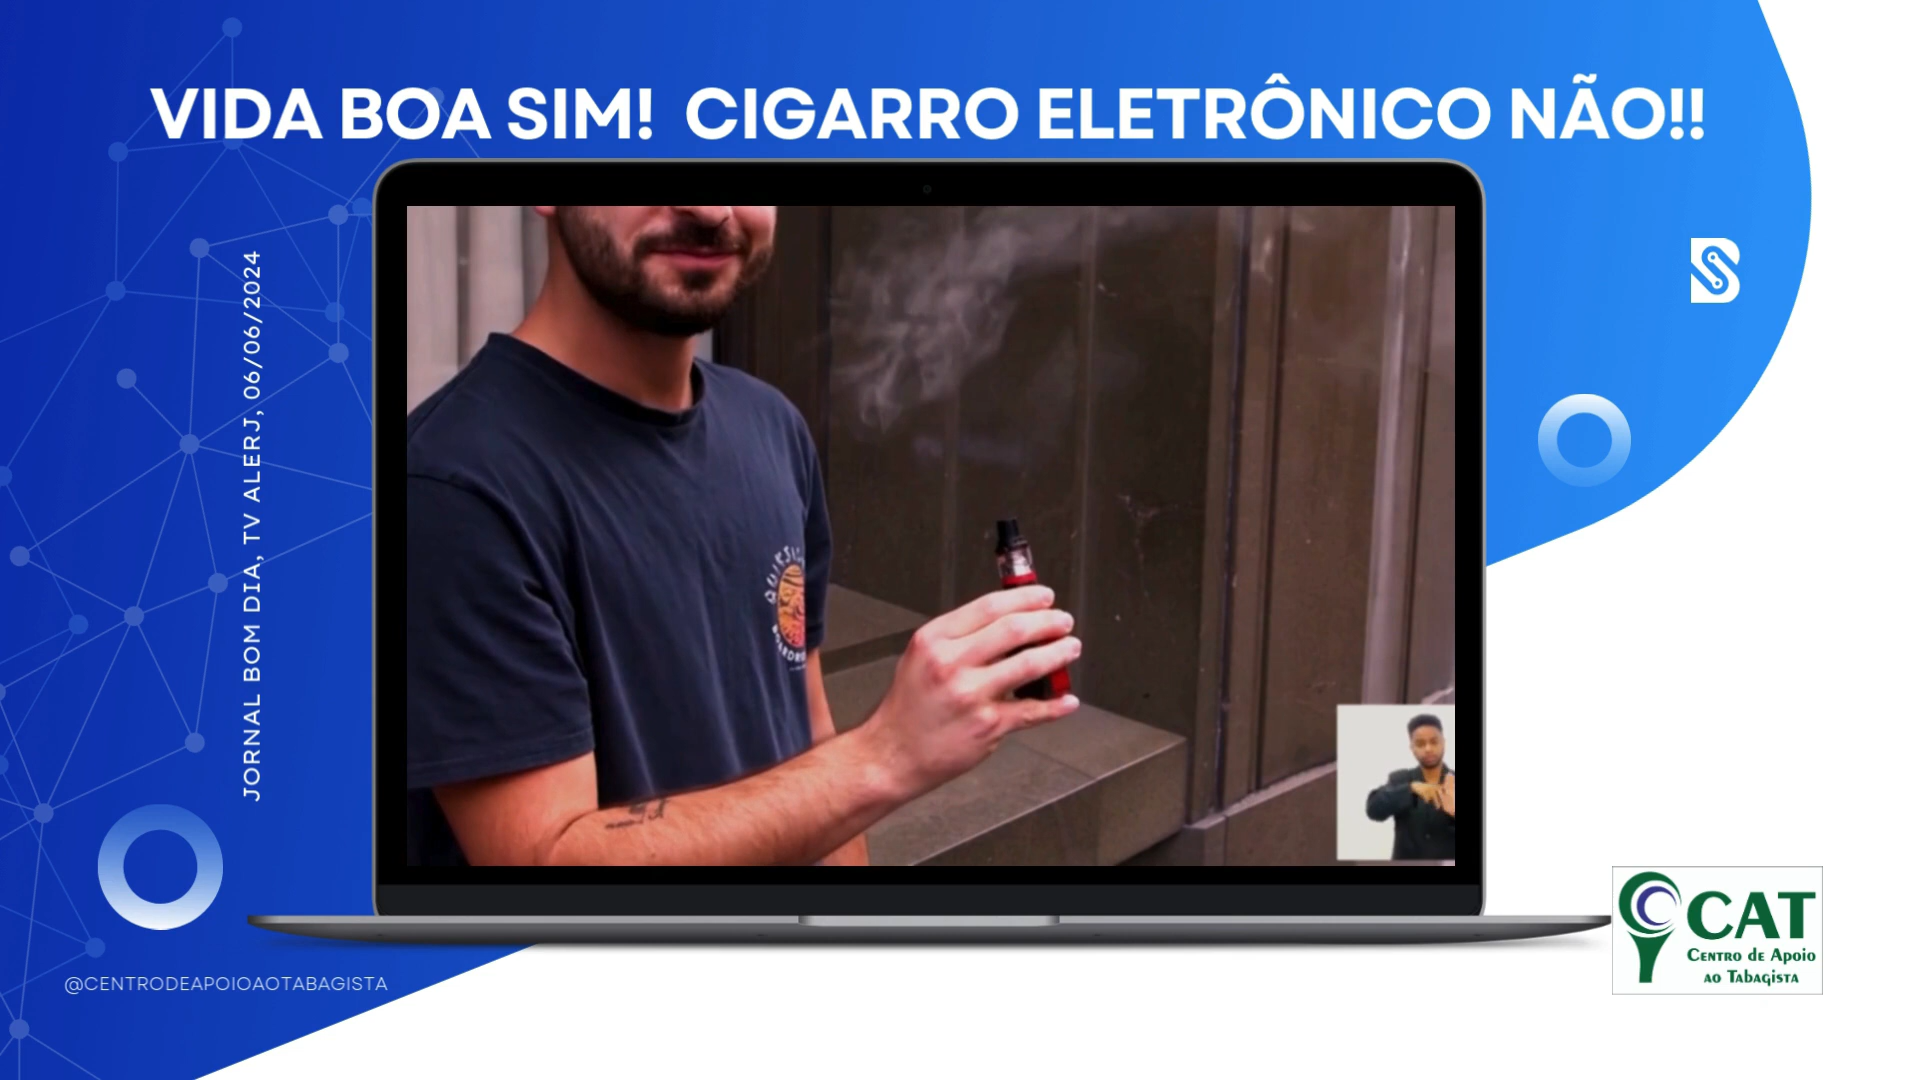 VIDA BOA SIM! CIGARRO ELETRÔNICO NÃO!!
JORNAL BOM DIA, TV ALERJ, 06/06/2024
@CENTRODEAPOIOAOTABAGISTA
CAT
CENTRO DE APOIO
AO TABAGISTA